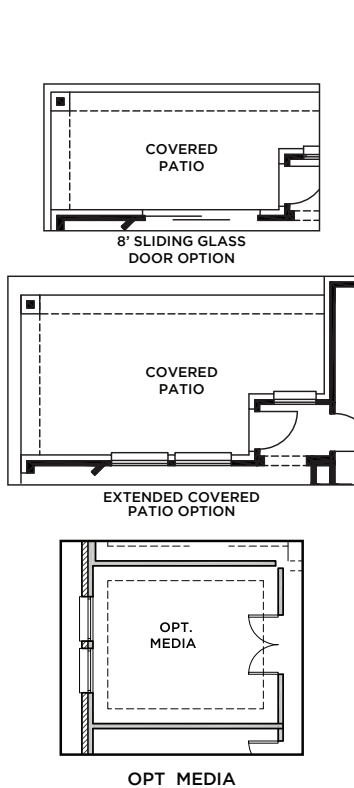 COVERED
PATIO
8' SLIDING GLASS
DOOR OPTION
COVERED
PATIO
EXTENDED COVERED
PATIO OPTION
OPT.
MEDIA
OPT MEDIA